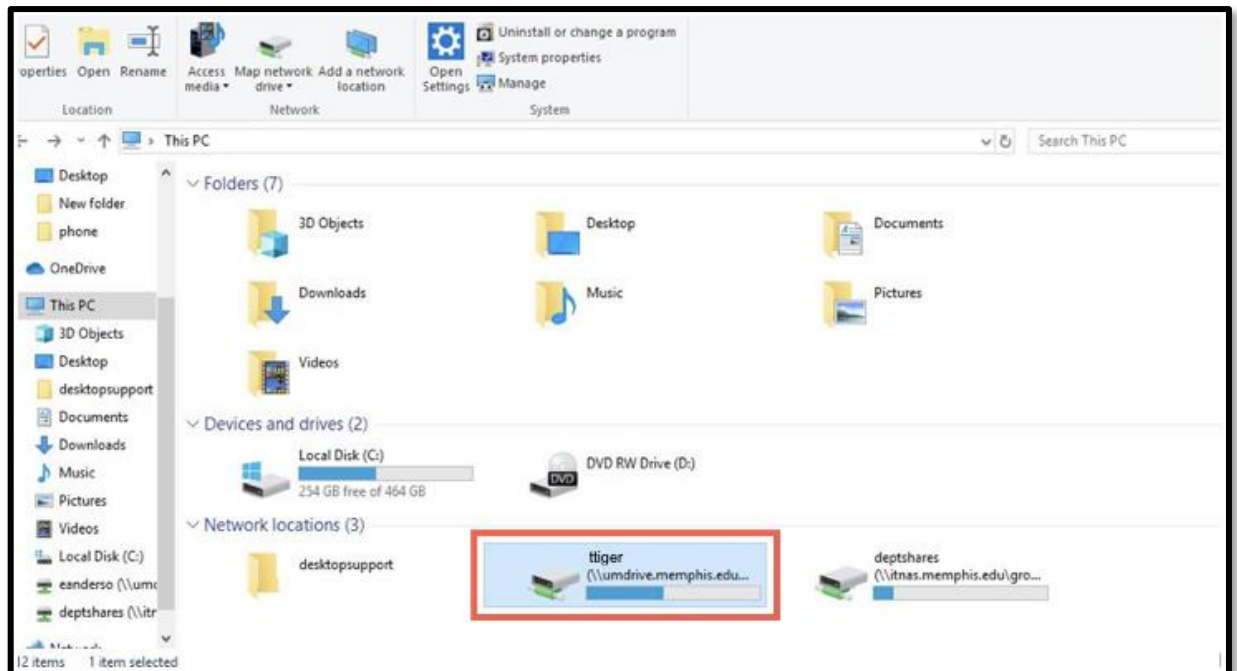 operties Open Rename
Access media
Map network drive
Add a network location
Open Settings
Uninstall or change a program
System properties
Manage
Location
Network
System
This PC
Search This PC
Desktop
New folder
phone
OneDrive
This PC
3D Objects
Desktop
desktopsupport
Documents
Downloads
Music
Pictures
Videos
Local Disk (C:)
eanderso (\\umd
deptshares (\\itr
Folders (7)
3D Objects
Desktop
Documents
Downloads
Music
Pictures
Videos
Devices and drives (2)
Local Disk (C:)
254 GB free of 464 GB
DVD RW Drive (D:)
DVD
Network locations (3)
desktopsupport
ttiger
(\\umdrive.memphis.edu...
deptshares
(\\itnas.memphis.edu\gro...
12 items 1 item selected